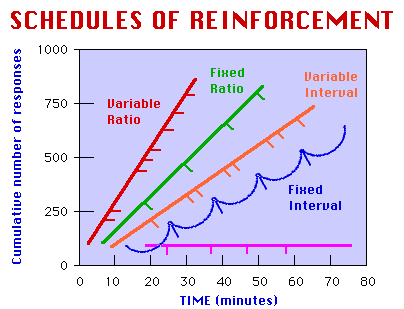 SCHEDULES OF REINFORCEMENT
Cumulative number of responses
1000
750
500
250
0
Variable
Ratio
Fixed
Ratio
Variable
Interval
Fixed
Interval
0 10 20 30 40 50 60 70 80
TIME (minutes)